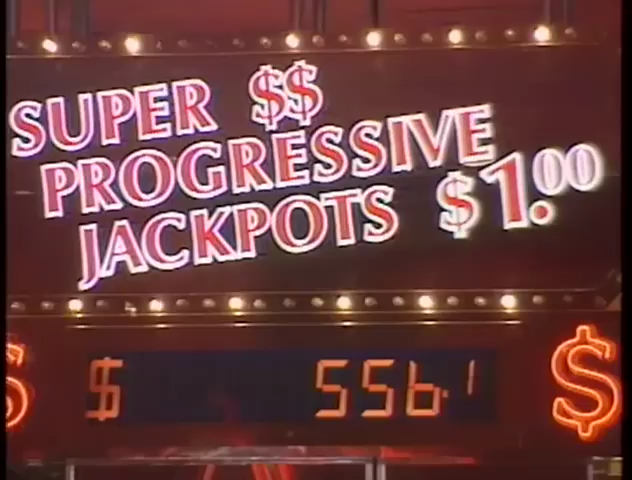 SUPER $$
PROGRESSIVE
JACKPOTS $1.00
$ $ 556.1 $